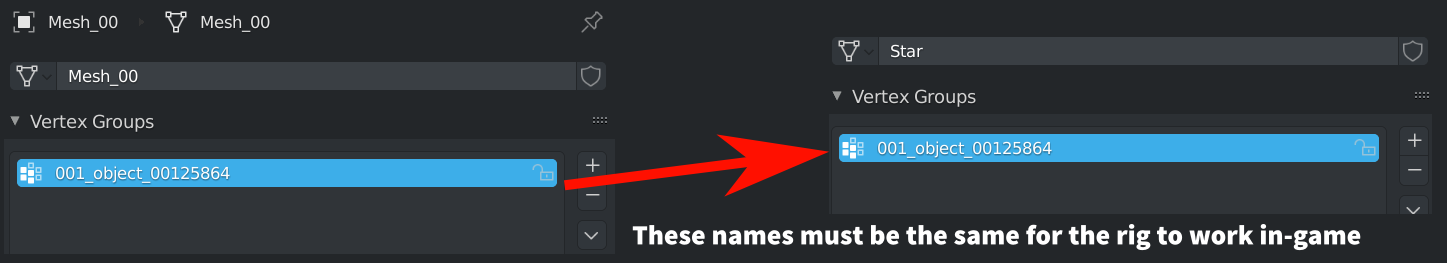 Mesh_00 Mesh_00
Mesh_00
Vertex Groups
001_object_00125864
Star
Vertex Groups
001_object_00125864
These names must be the same for the rig to work in-game